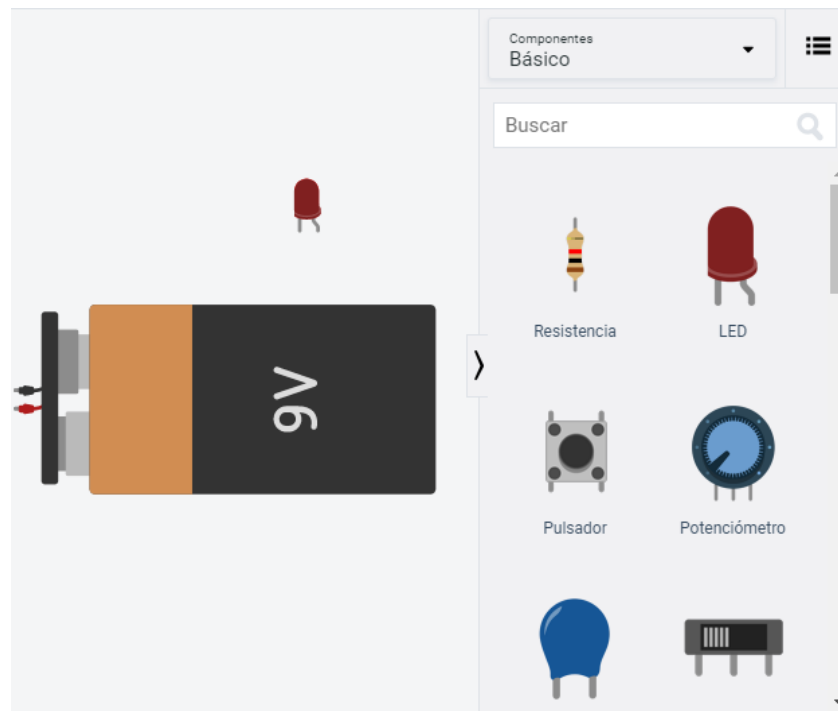 Componentes
Básico
Buscar
Resistencia
LED
9V
Pulsador
Potenciómetro